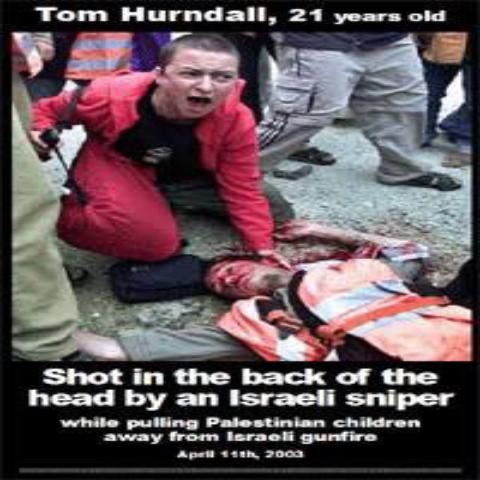 Tom Hurndall, 21 years old
Shot in the back of the
head by an Israeli sniper
while pulling Palestinian children
away from Israeli gunfire
April 11th, 2003